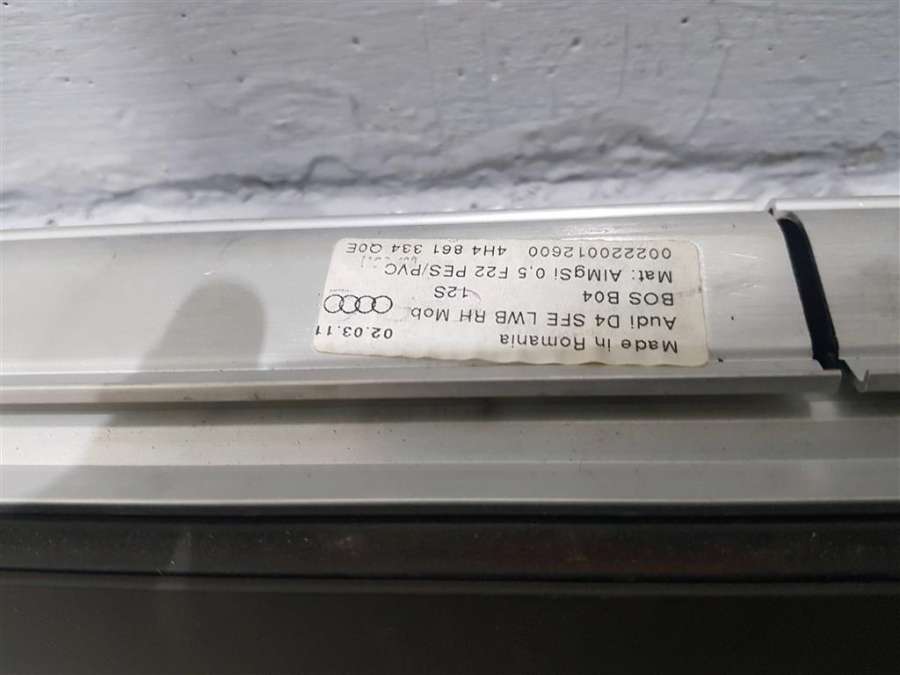 Made in Romania 02.03.11
Audi D4 SFE LWB RH Mob
BOS B04 12S
Mat: AlMgSi 0,5 F22 PES/PVC
002220012600 4H4 861 334 Q0E